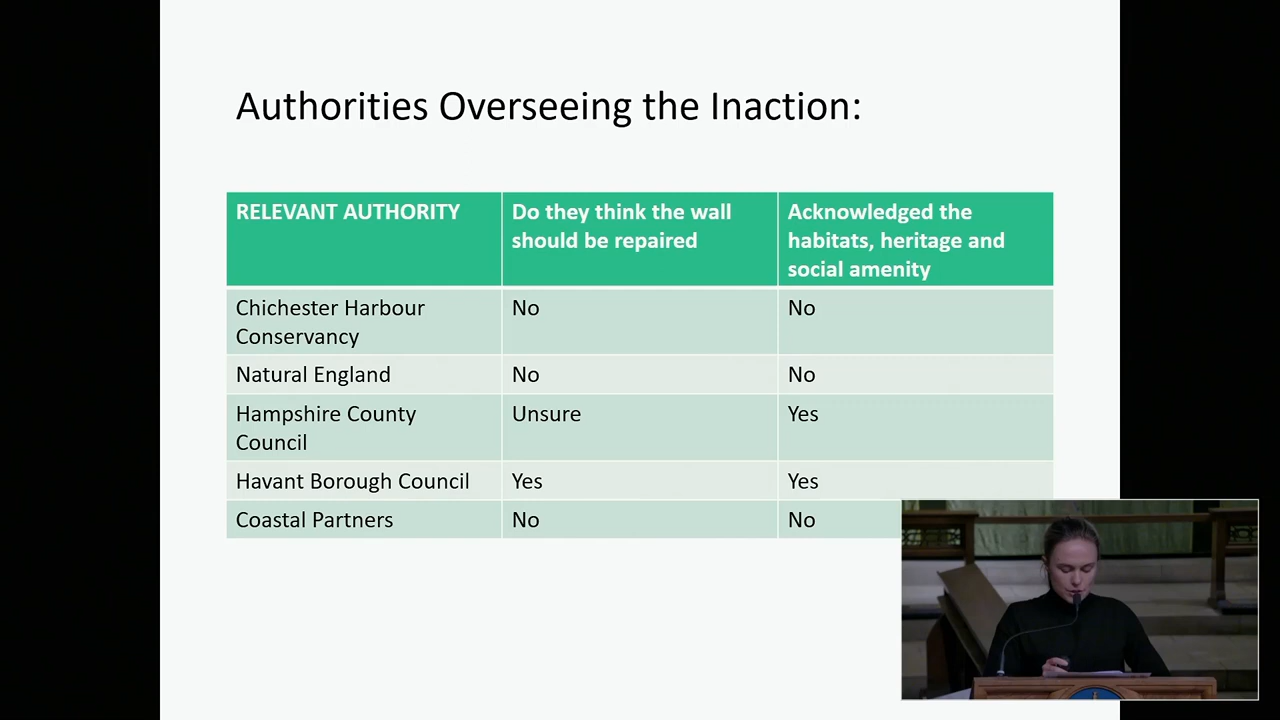 Authorities Overseeing the Inaction:
RELEVANT AUTHORITY
Do they think the wall
should be repaired
Acknowledged the
habitats, heritage and
social amenity
Chichester Harbour
Conservancy
No
No
Natural England
No
No
Hampshire County
Council
Unsure
Yes
Havant Borough Council
Yes
Yes
Coastal Partners
No
No